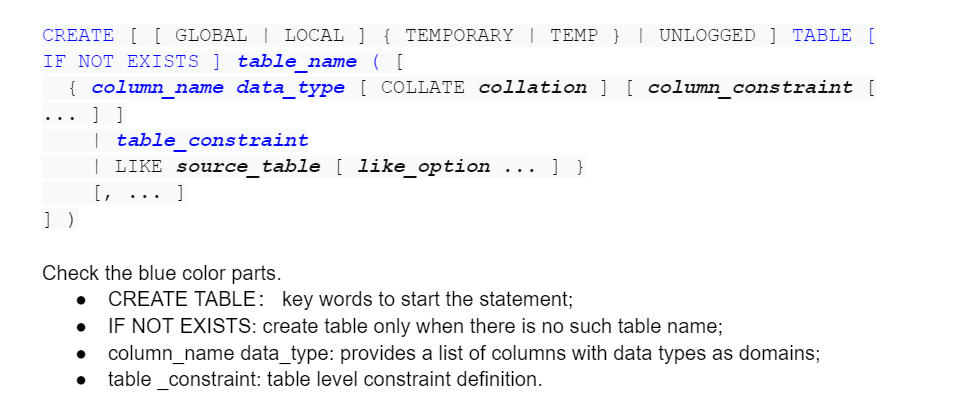 CREATE [ [ GLOBAL | LOCAL ] { TEMPORARY | TEMP } | UNLOGGED ] TABLE [
IF NOT EXISTS ] table_name ( [
{ column_name data_type [ COLLATE collation ] [ column_constraint [
... ] ]
| table_constraint
| LIKE source_table [ like_option ... ] }
[, ... ]
] )
Check the blue color parts.
● CREATE TABLE: key words to start the statement;
● IF NOT EXISTS: create table only when there is no such table name;
● column_name data_type: provides a list of columns with data types as domains;
● table _constraint: table level constraint definition.